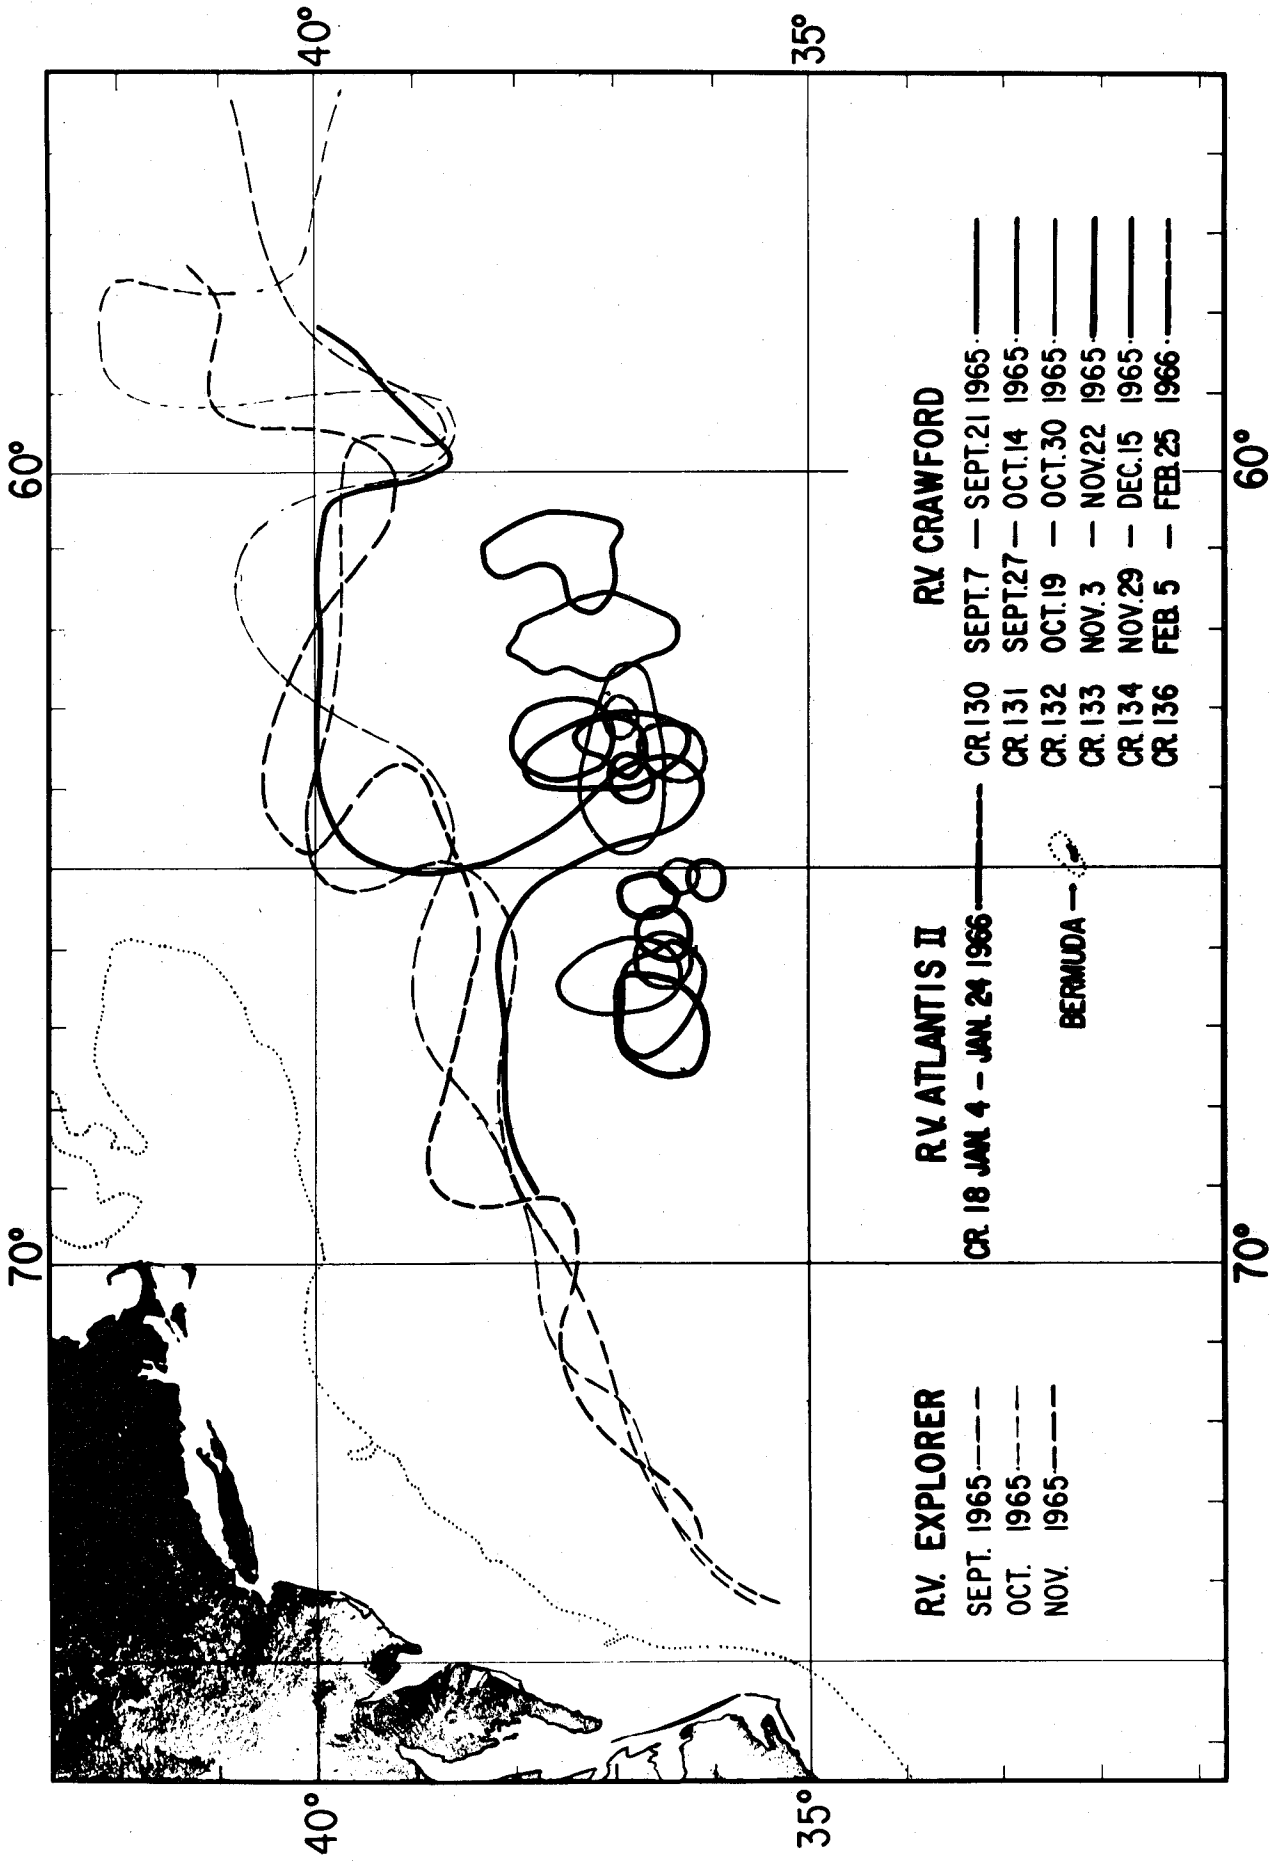 40°
35°
60°
70°
40°
35°
60°
70°
R.V. EXPLORER
SEPT. 1965
OCT. 1965
NOV. 1965
R.V. ATLANTIS II
CR. 18 JAN. 4 – JAN. 24 1966
BERMUDA
R.V. CRAWFORD
CR. 130 SEPT. 7 — SEPT. 21 1965
CR. 131 SEPT. 27 — OCT. 14 1965
CR. 132 OCT. 19 — OCT. 30 1965
CR. 133 NOV. 3 — NOV. 22 1965
CR. 134 NOV. 29 — DEC. 15 1965
CR. 136 FEB. 5 — FEB. 25 1966